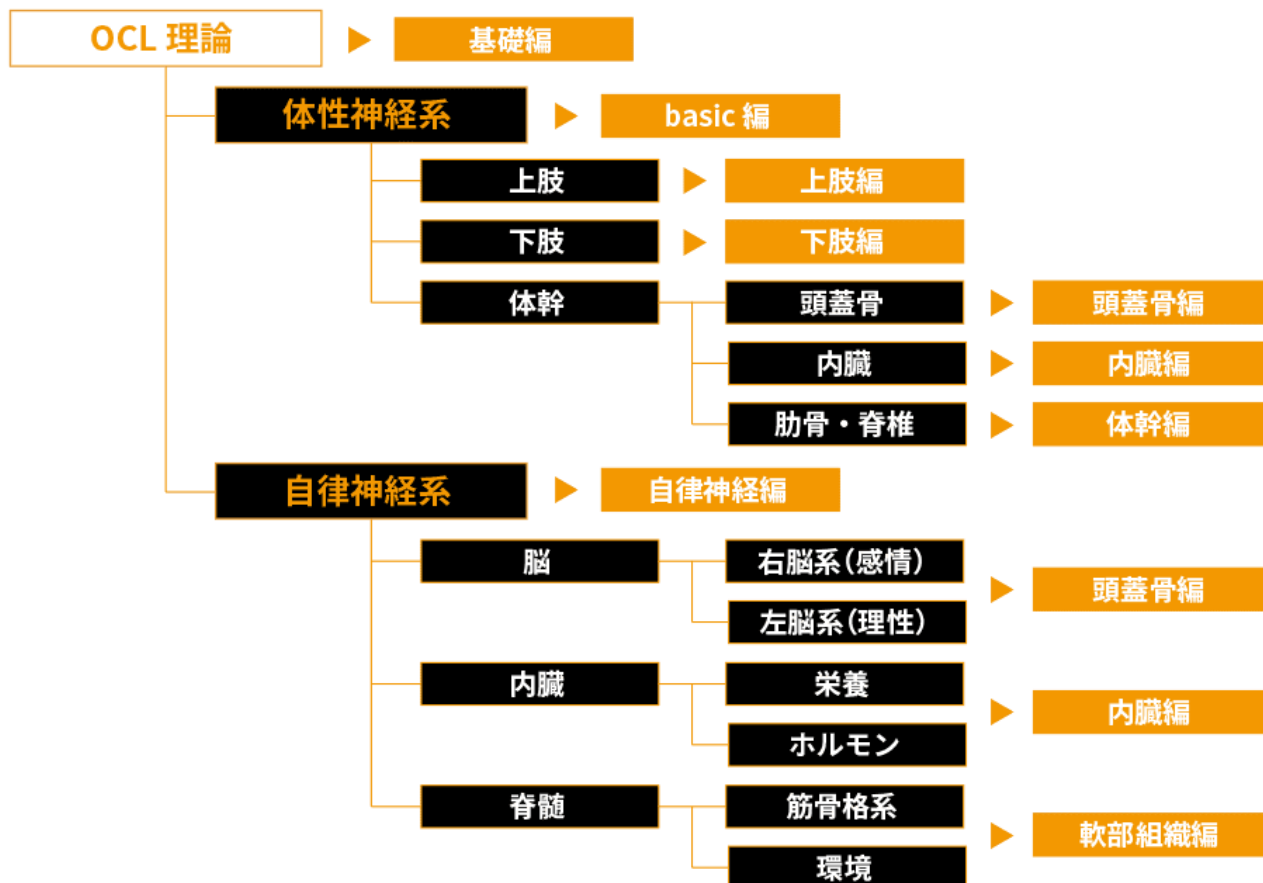 OCL 理論
基礎編
体性神経系
basic 編
上肢
上肢編
下肢
下肢編
体幹
頭蓋骨
頭蓋骨編
内臓
内臓編
肋骨・脊椎
体幹編
自律神経系
自律神経編
脳
右脳系（感情）
左脳系（理性）
頭蓋骨編
内臓
栄養
ホルモン
内臓編
脊髄
筋骨格系
環境
軟部組織編